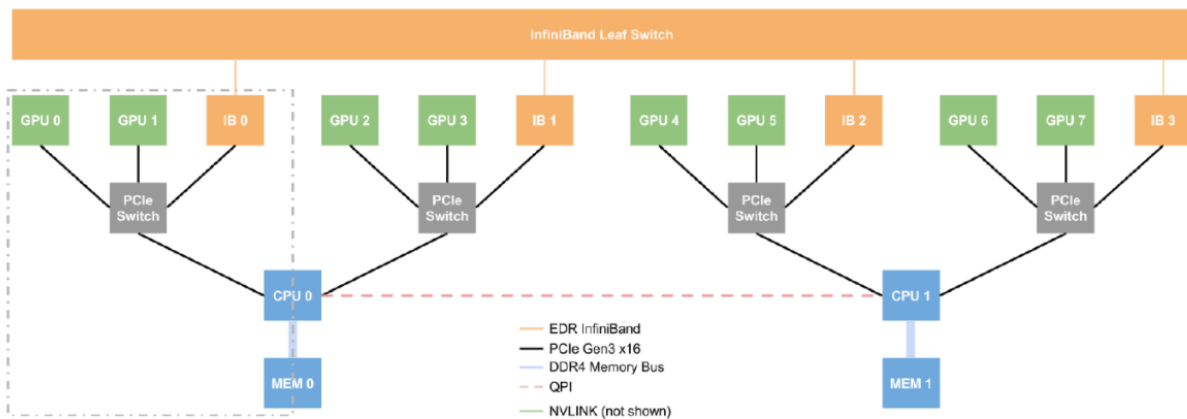 InfiniBand Leaf Switch
GPU 0
GPU 1
IB 0
GPU 2
GPU 3
IB 1
GPU 4
GPU 5
IB 2
GPU 6
GPU 7
IB 3
PCIe
Switch
PCIe
Switch
PCIe
Switch
PCIe
Switch
CPU 0
CPU 1
EDR InfiniBand
PCIe Gen3 x16
DDR4 Memory Bus
QPI
NVLINK (not shown)
MEM 0
MEM 1